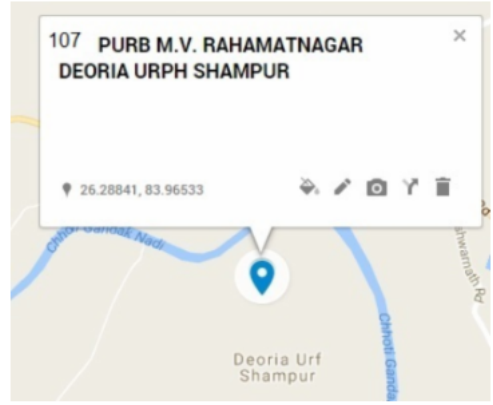 107 PURB M.V. RAHAMATNAGAR
DEORIA URPH SHAMPUR
26.28841, 83.96533
Chhoti Gandak Nadi
Deoria Urf
Shampur
Chhoti Ganda